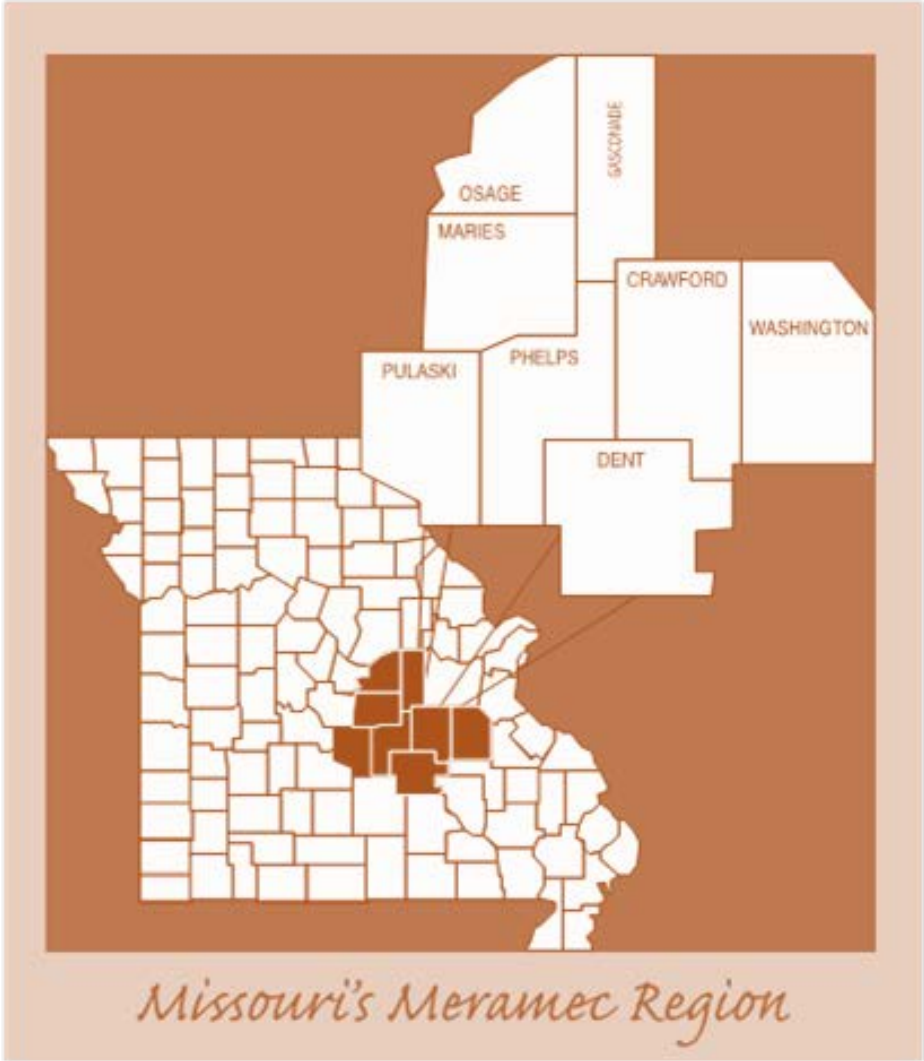 GASCONADE
OSAGE
MARIES
CRAWFORD
WASHINGTON
PHELPS
PULASKI
DENT
Missouri's Meramec Region